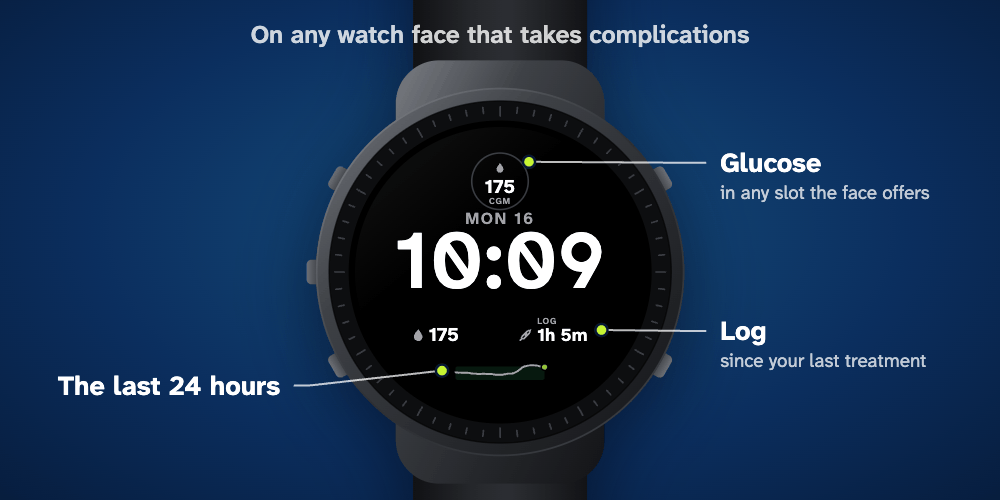 On any watch face that takes complications
175
CGM
MON 16
10:09
175
LOG
1h 5m
Glucose
in any slot the face offers
Log
since your last treatment
The last 24 hours